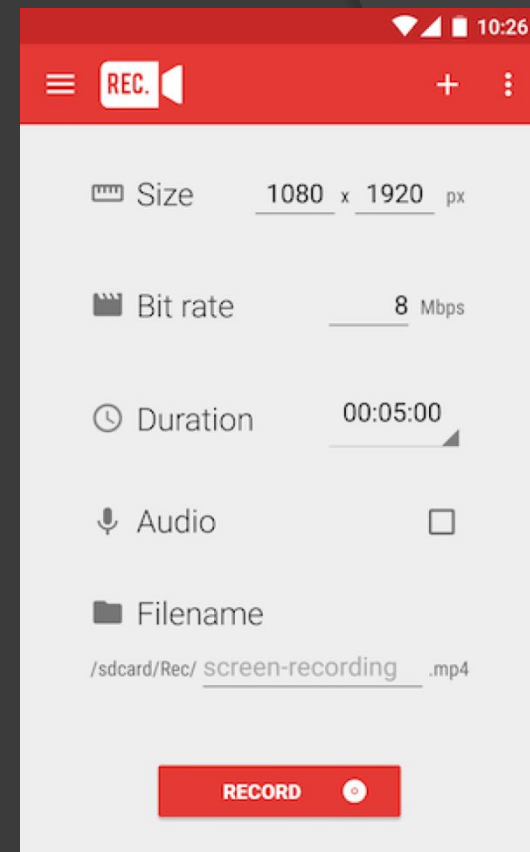 10:26
REC.
Size 1080 x 1920 px
Bit rate 8 Mbps
Duration 00:05:00
Audio
Filename
/sdcard/Rec/ screen-recording .mp4
RECORD